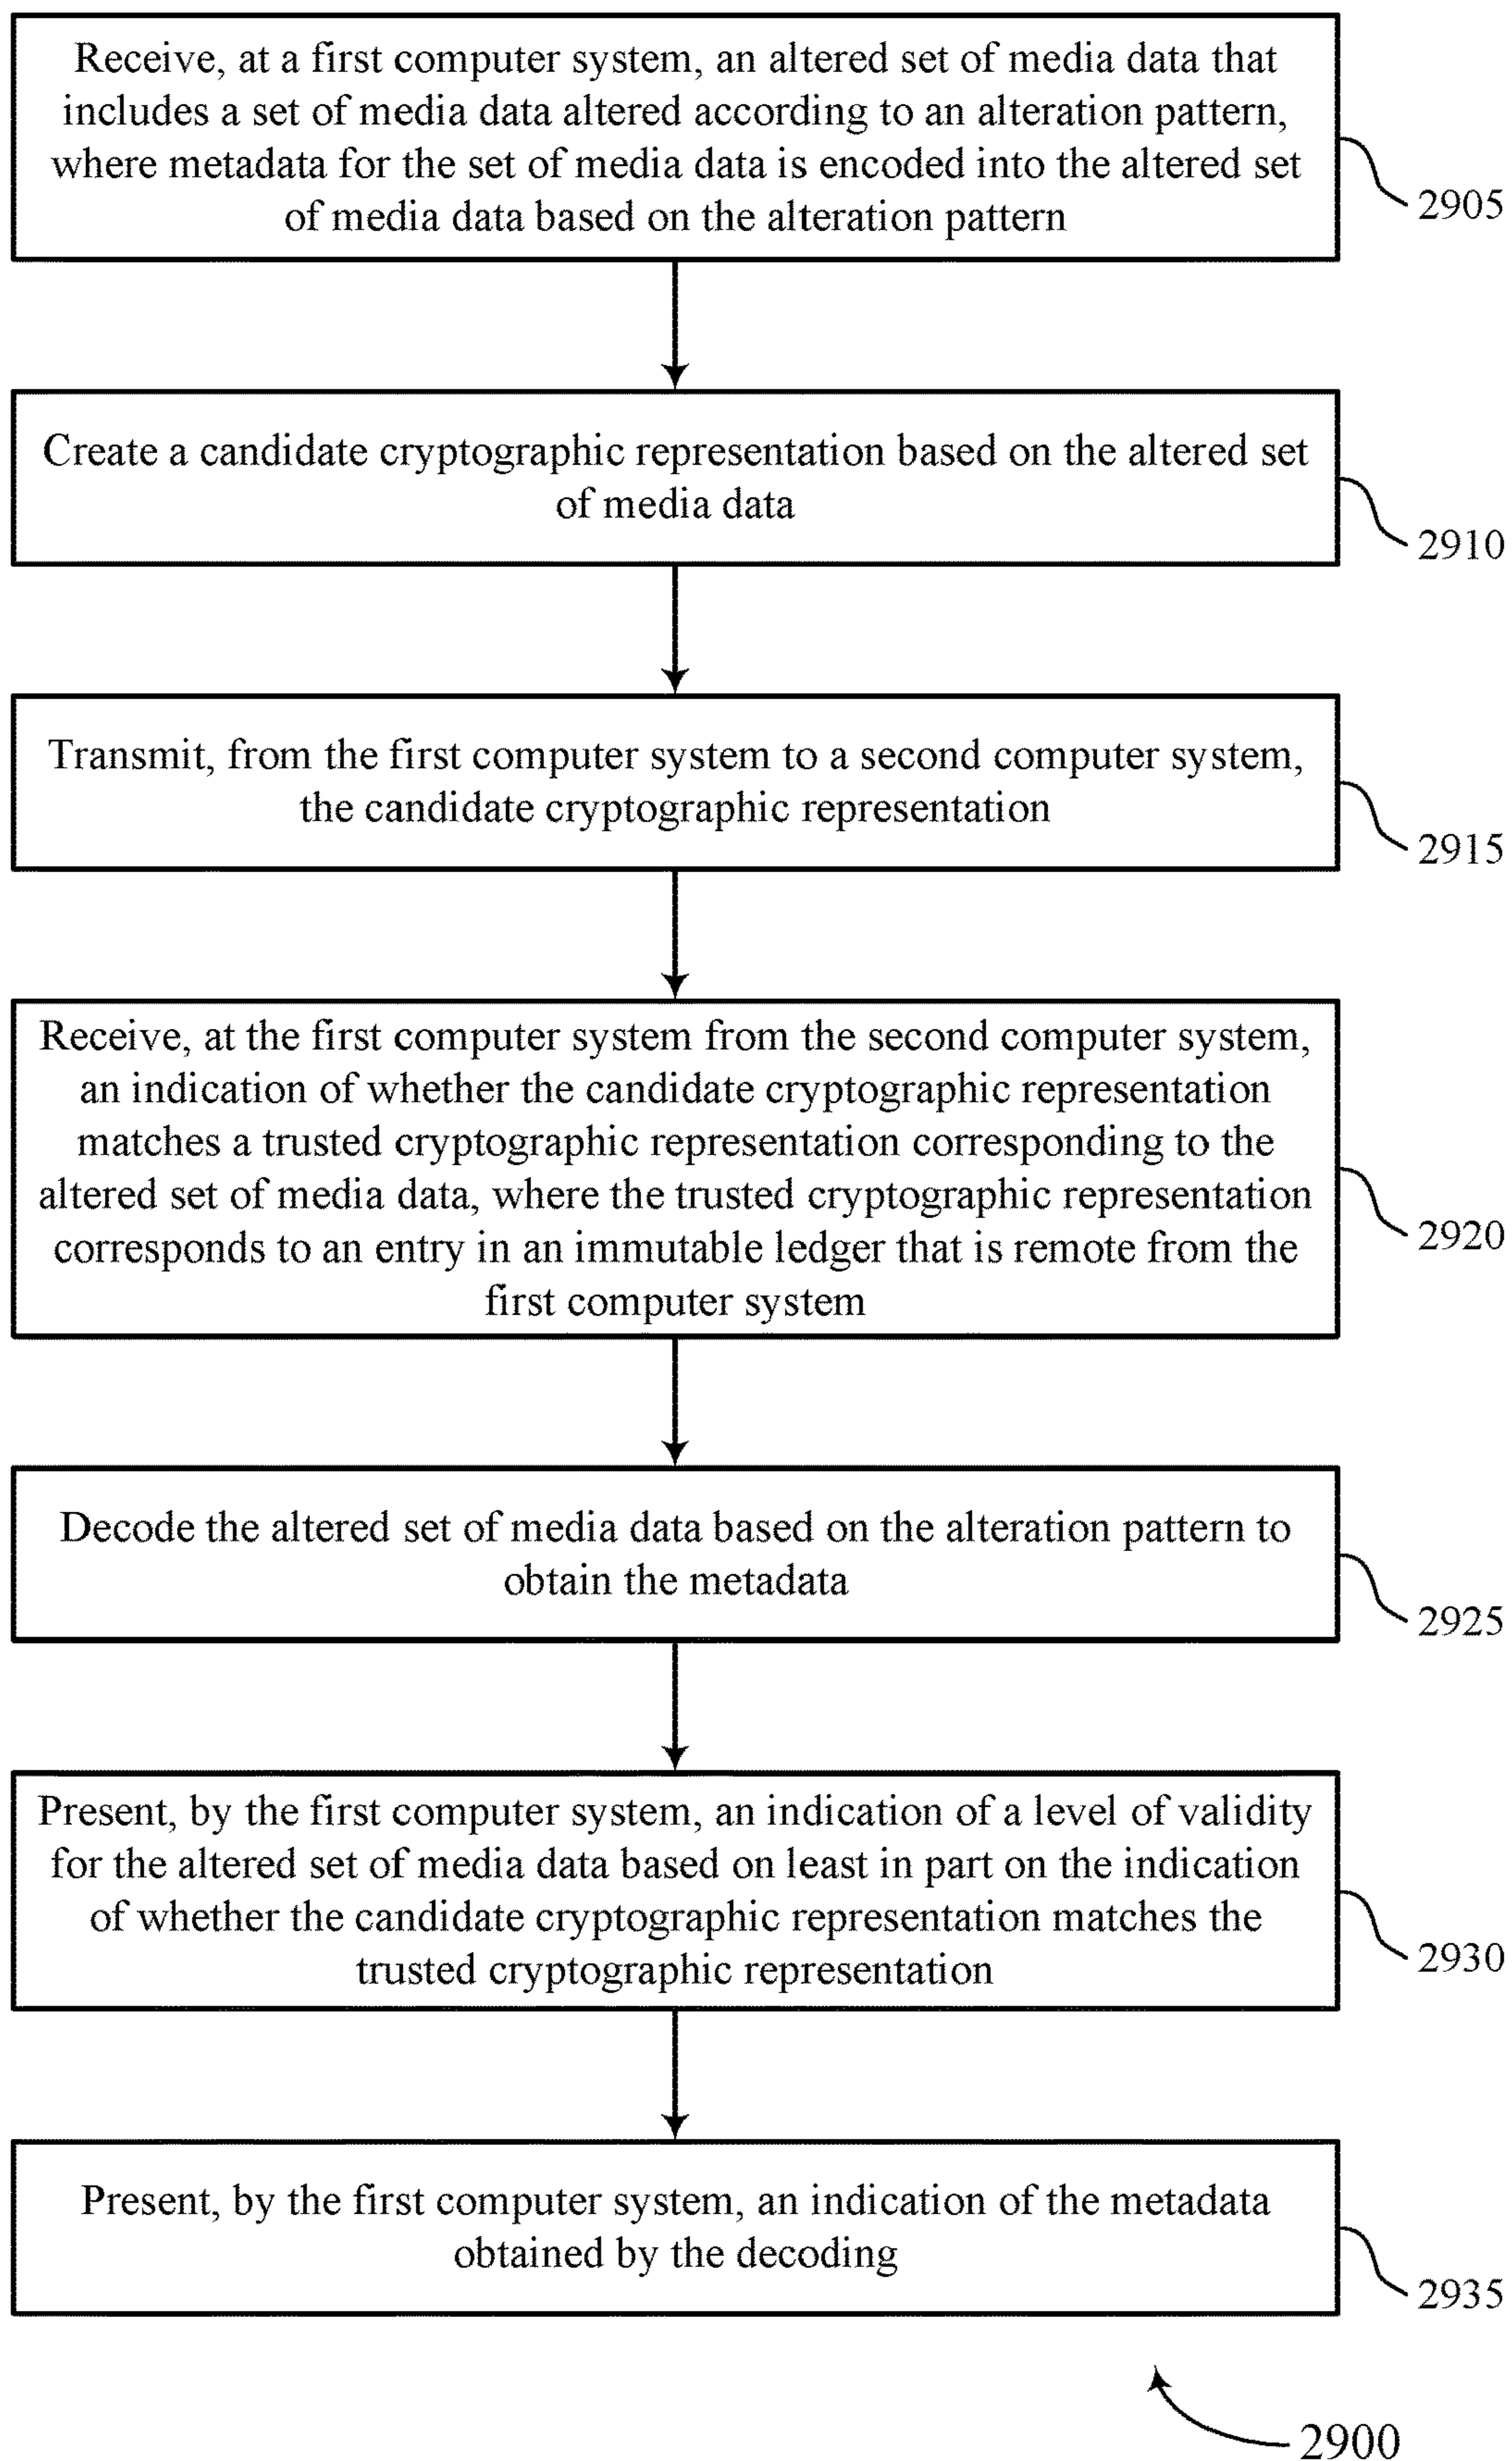 Receive, at a first computer system, an altered set of media data that
includes a set of media data altered according to an alteration pattern,
where metadata for the set of media data is encoded into the altered set
of media data based on the alteration pattern
2905
Create a candidate cryptographic representation based on the altered set
of media data
2910
Transmit, from the first computer system to a second computer system,
the candidate cryptographic representation
2915
Receive, at the first computer system from the second computer system,
an indication of whether the candidate cryptographic representation
matches a trusted cryptographic representation corresponding to the
altered set of media data, where the trusted cryptographic representation
corresponds to an entry in an immutable ledger that is remote from the
first computer system
2920
Decode the altered set of media data based on the alteration pattern to
obtain the metadata
2925
Present, by the first computer system, an indication of a level of validity
for the altered set of media data based on least in part on the indication
of whether the candidate cryptographic representation matches the
trusted cryptographic representation
2930
Present, by the first computer system, an indication of the metadata
obtained by the decoding
2935
2900